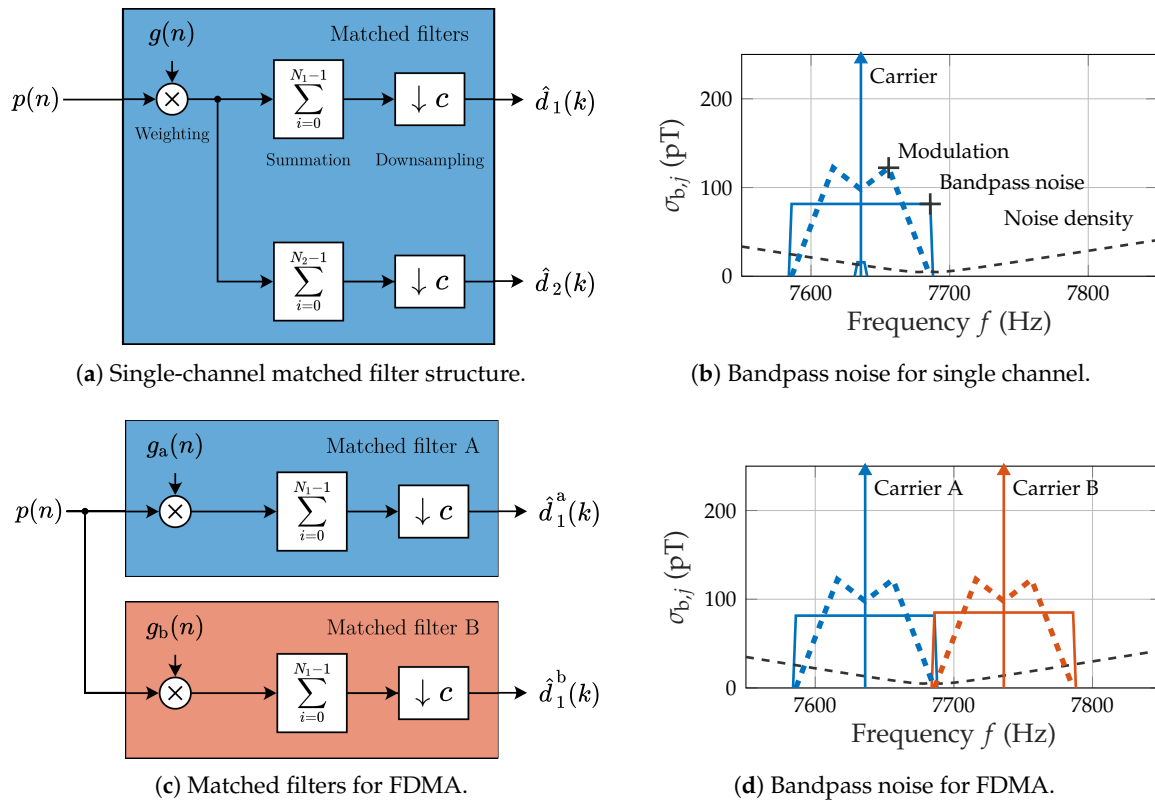 g(n)
Matched filters
p(n)
×
N₁−1
∑
i=0
↓ c
d̂₁(k)
Weighting
Summation
Downsampling
N₂−1
∑
i=0
↓ c
d̂₂(k)
(a) Single-channel matched filter structure.
σb,j (pT)
200
100
0
Carrier
Modulation
Bandpass noise
Noise density
7600
7700
7800
Frequency f (Hz)
(b) Bandpass noise for single channel.
gₐ(n)
Matched filter A
p(n)
×
N₁−1
∑
i=0
↓ c
d̂₁ᵃ(k)
g_b(n)
Matched filter B
×
N₁−1
∑
i=0
↓ c
d̂₁ᵇ(k)
(c) Matched filters for FDMA.
σb,j (pT)
200
100
0
Carrier A
Carrier B
7600
7700
7800
Frequency f (Hz)
(d) Bandpass noise for FDMA.